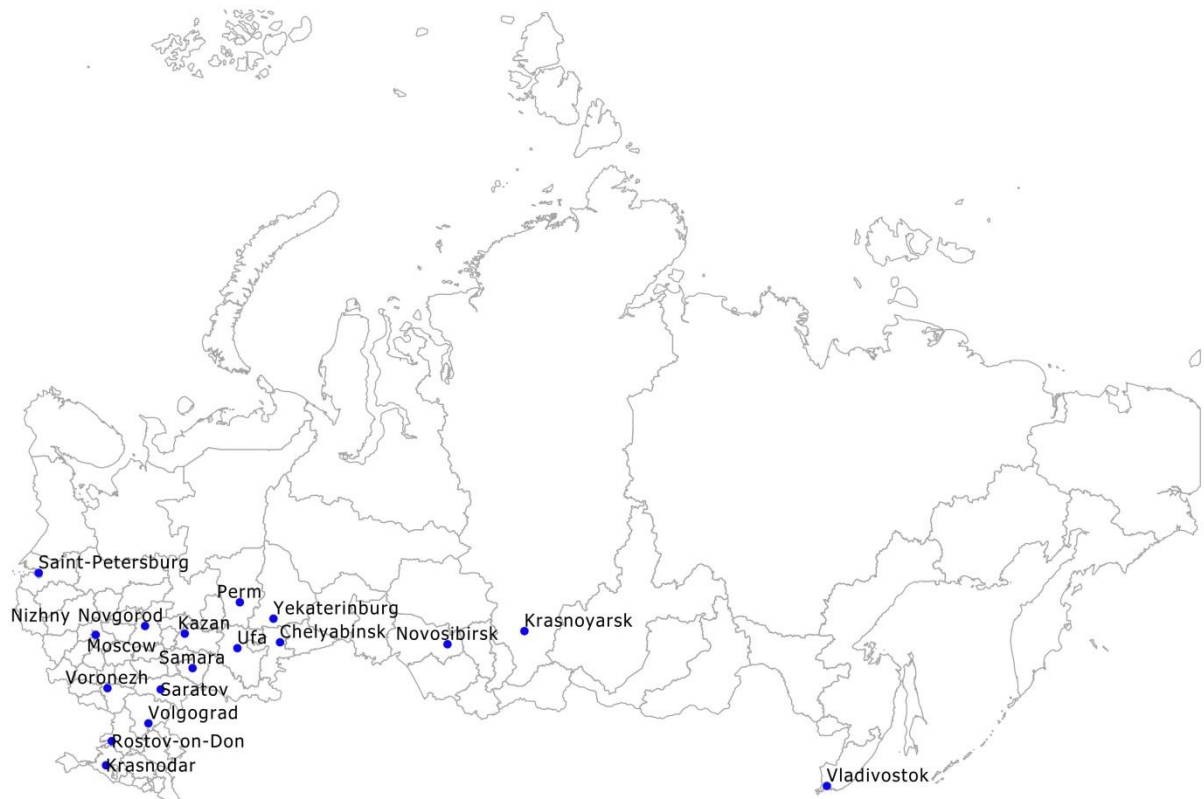 Saint-Petersburg
Perm
Yekaterinburg
Nizhny Novgorod
Kazan
Krasnoyarsk
Moscow
Ufa
Chelyabinsk
Novosibirsk
Samara
Voronezh
Saratov
Volgograd
Rostov-on-Don
Krasnodar
Vladivostok